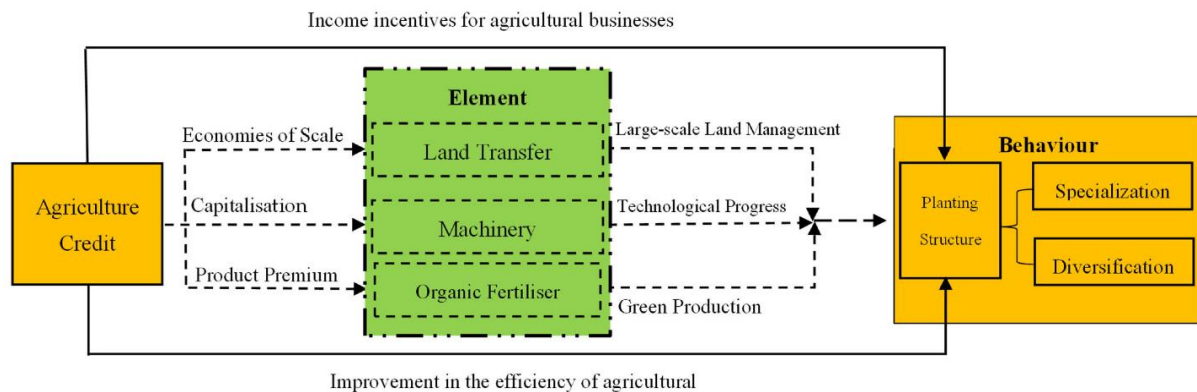 Income incentives for agricultural businesses
Element
Economies of Scale
Land Transfer
Large-scale Land Management
Behaviour
Agriculture
Credit
Capitalisation
Machinery
Technological Progress
Planting
Structure
Specialization
Product Premium
Organic Fertiliser
Green Production
Diversification
Improvement in the efficiency of agricultural